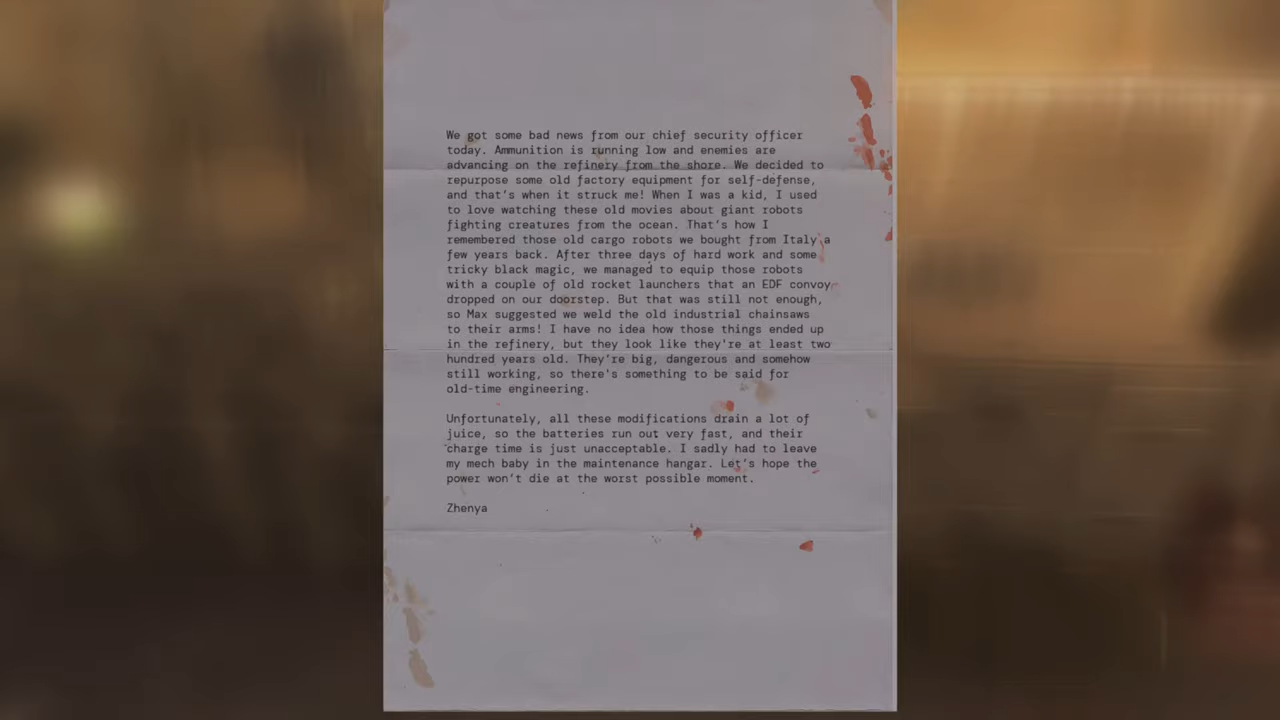 We got some bad news from our chief security officer
today. Ammunition is running low and enemies are
advancing on the refinery from the shore. We decided to
repurpose some old factory equipment for self-defense,
and that's when it struck me! When I was a kid, I used
to love watching these old movies about giant robots
fighting creatures from the ocean. That's how I
remembered those old cargo robots we bought from Italy a
few years back. After three days of hard work and some
tricky black magic, we managed to equip those robots
with a couple of old rocket launchers that an EDF convoy
dropped on our doorstep. But that was still not enough,
so Max suggested we weld the old industrial chainsaws
to their arms! I have no idea how those things ended up
in the refinery, but they look like they're at least two
hundred years old. They're big, dangerous and somehow
still working, so there's something to be said for
old-time engineering.
Unfortunately, all these modifications drain a lot of
juice, so the batteries run out very fast, and their
charge time is just unacceptable. I sadly had to leave
my mech baby in the maintenance hangar. Let's hope the
power won't die at the worst possible moment.
Zhenya